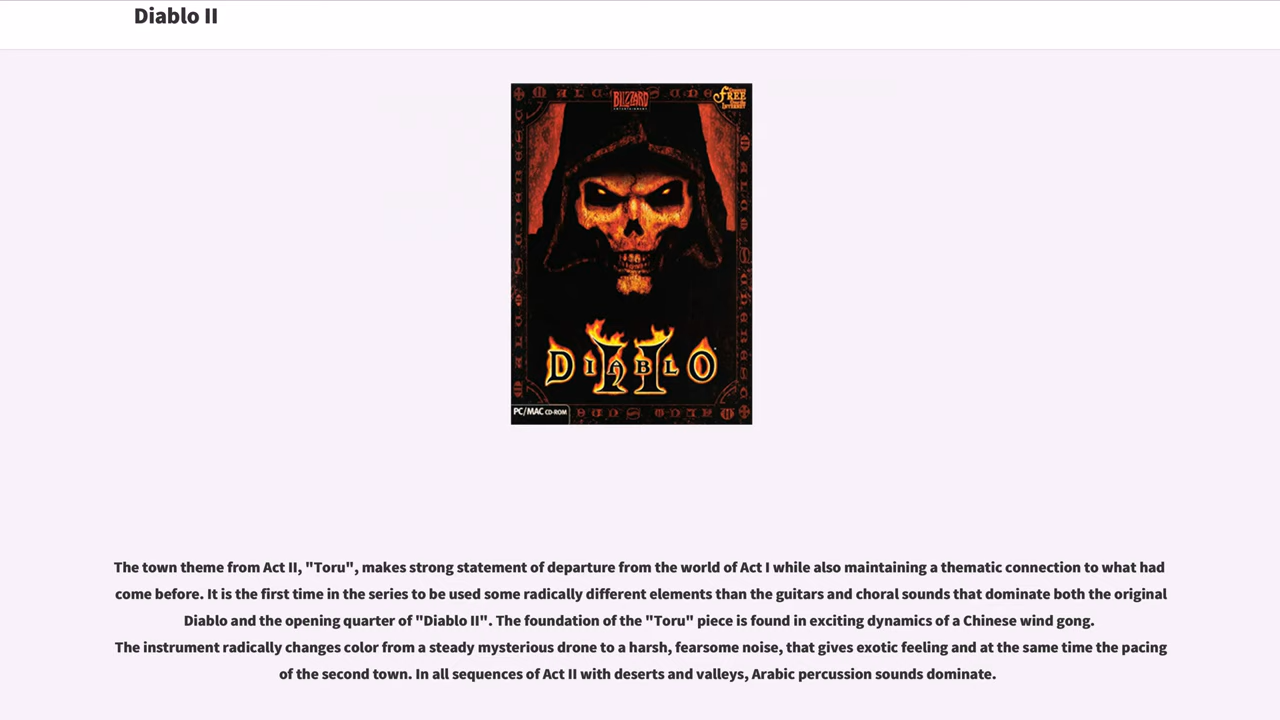 Diablo II
BLIZZARD
ENTERTAINMENT
FREE
INTERNET
DIABLO
II
PC/MAC CD-ROM
The town theme from Act II, "Toru", makes strong statement of departure from the world of Act I while also maintaining a thematic connection to what had
come before. It is the first time in the series to be used some radically different elements than the guitars and choral sounds that dominate both the original
Diablo and the opening quarter of "Diablo II". The foundation of the "Toru" piece is found in exciting dynamics of a Chinese wind gong.
The instrument radically changes color from a steady mysterious drone to a harsh, fearsome noise, that gives exotic feeling and at the same time the pacing
of the second town. In all sequences of Act II with deserts and valleys, Arabic percussion sounds dominate.